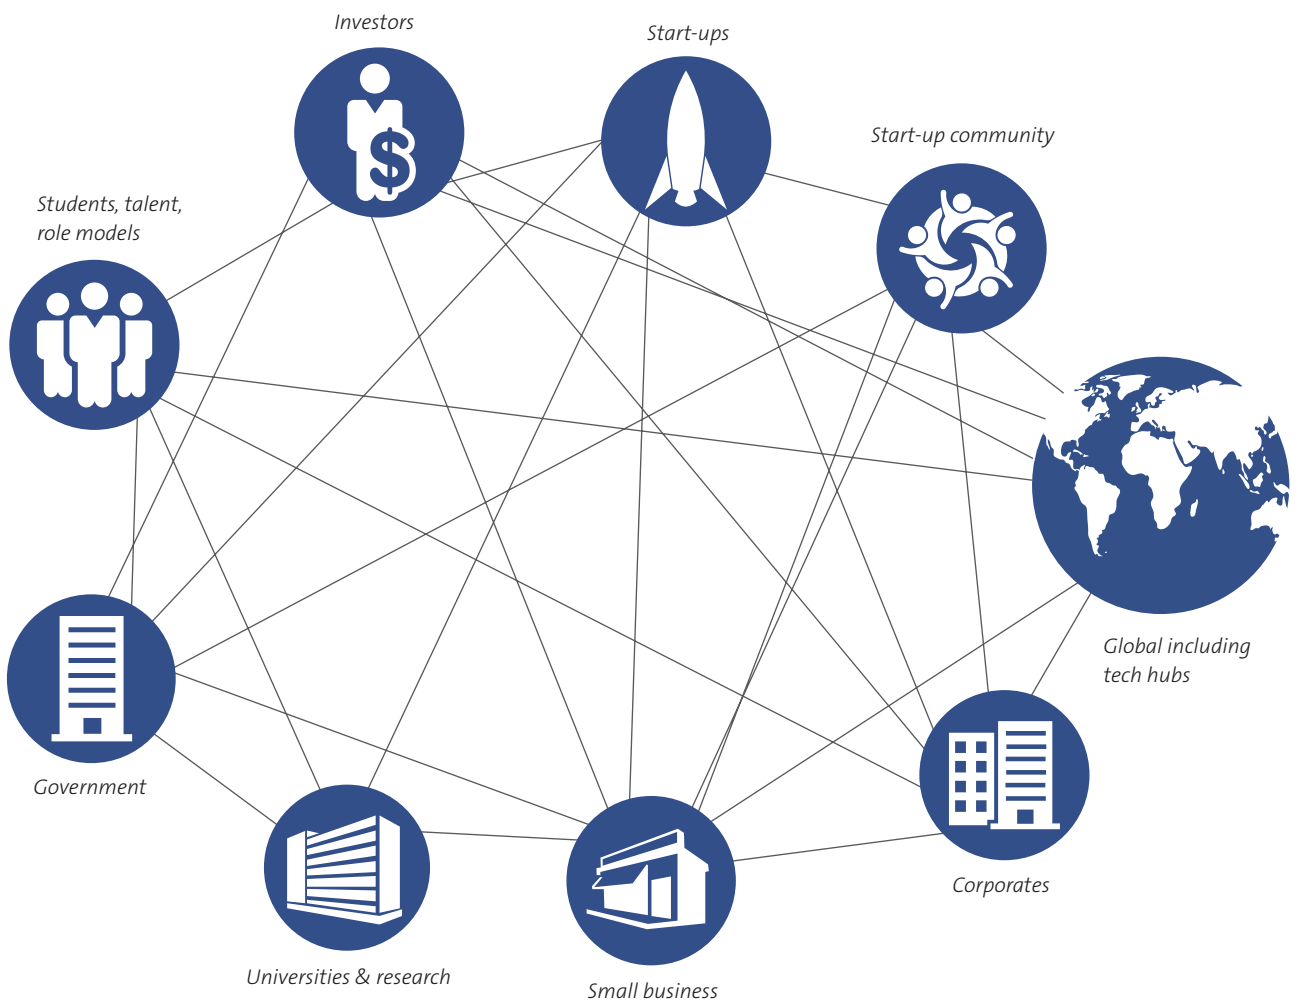 Investors
Start-ups
Start-up community
Students, talent,
role models
$
Global including
tech hubs
Government
Corporates
Universities & research
Small business